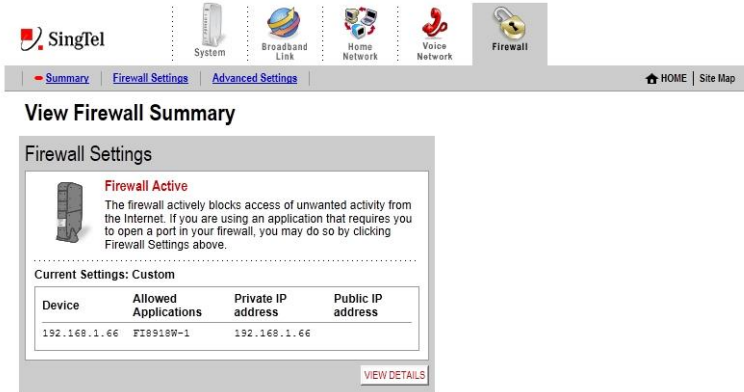 SingTel
System
Broadband
Link
Home
Network
Voice
Network
Firewall
Summary
Firewall Settings
Advanced Settings
HOME
Site Map
View Firewall Summary
Firewall Settings
Firewall Active
The firewall actively blocks access of unwanted activity from
the Internet. If you are using an application that requires you
to open a port in your firewall, you may do so by clicking
Firewall Settings above.
Current Settings: Custom
Device Allowed Applications Private IP address Public IP address
192.168.1.66 FI8918W-1 192.168.1.66
VIEW DETAILS